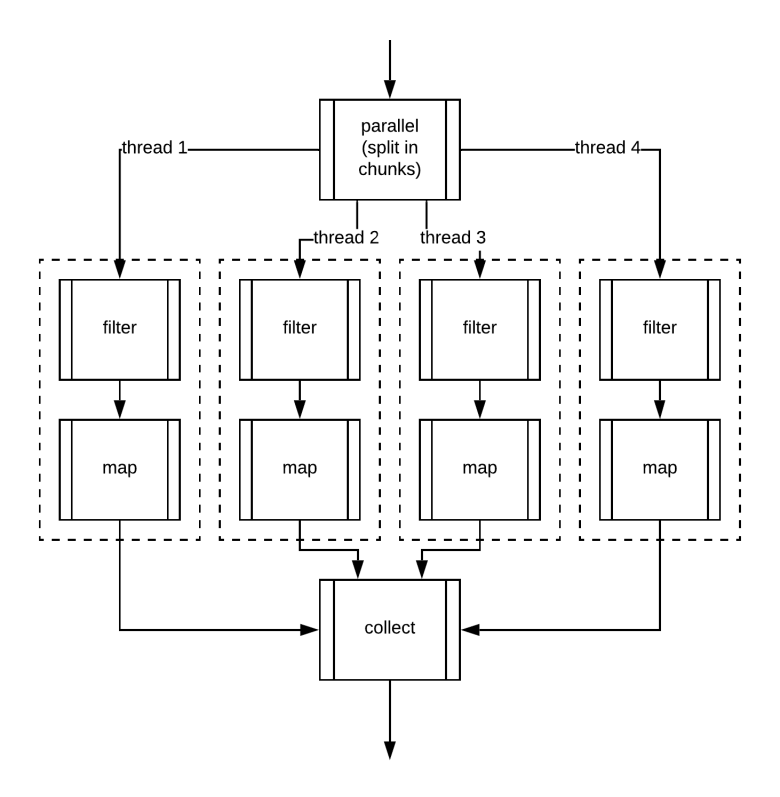 parallel
(split in
chunks)
thread 1
thread 4
thread 2
thread 3
filter
filter
filter
filter
map
map
map
map
collect